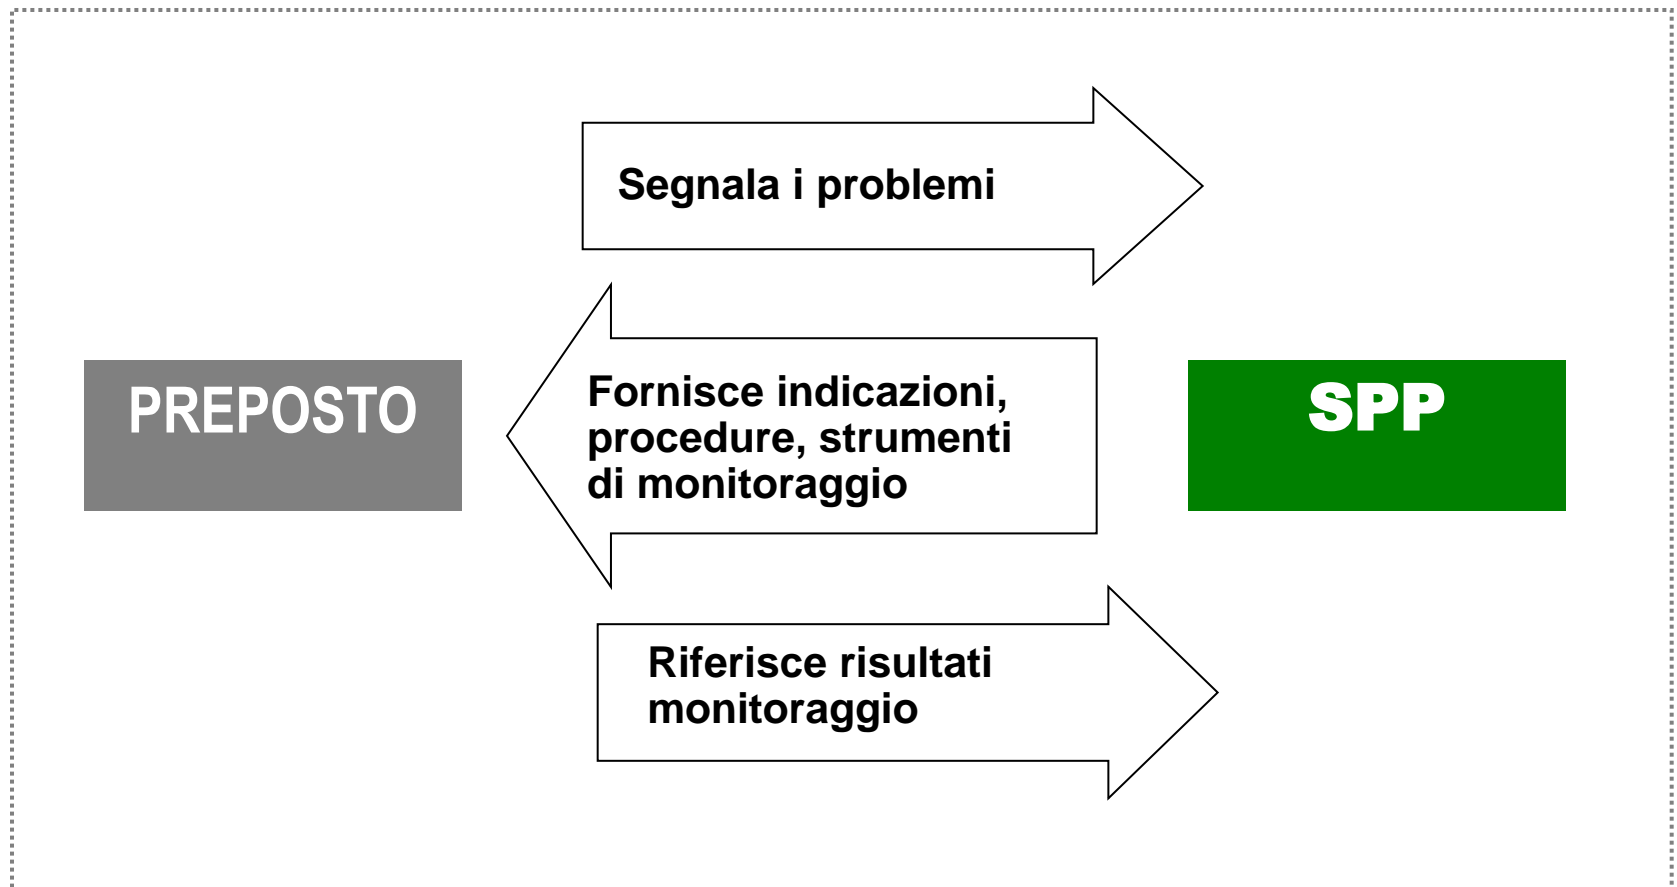 Segnala i problemi
PREPOSTO
Fornisce indicazioni,
procedure, strumenti
di monitoraggio
SPP
Riferisce risultati
monitoraggio